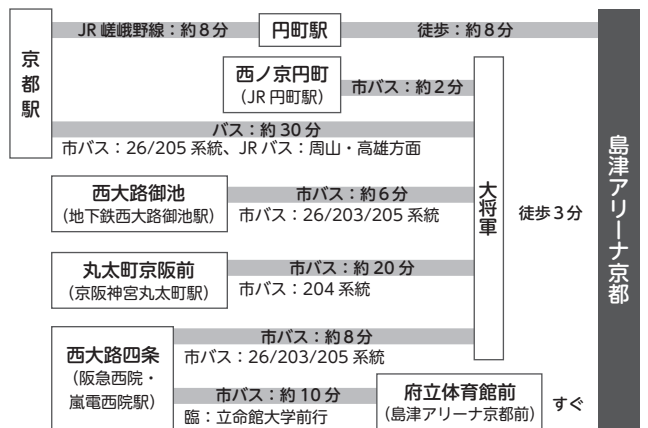 京都駅
JR 嵯峨野線：約８分
円町駅
徒歩：約８分
西ノ京円町
（JR 円町駅）
市バス：約２分
バス：約 30 分
市バス：26/205 系統、JR バス：周山・高雄方面
西大路御池
（地下鉄西大路御池駅）
市バス：約６分
市バス：26/203/205 系統
丸太町京阪前
（京阪神宮丸太町駅）
市バス：約 20 分
市バス：204 系統
西大路四条
（阪急西院・
嵐電西院駅）
市バス：約８分
市バス：26/203/205 系統
市バス：約 10 分
臨：立命館大学前行
大将軍
徒歩３分
府立体育館前
（島津アリーナ京都前）
すぐ
島津アリーナ京都